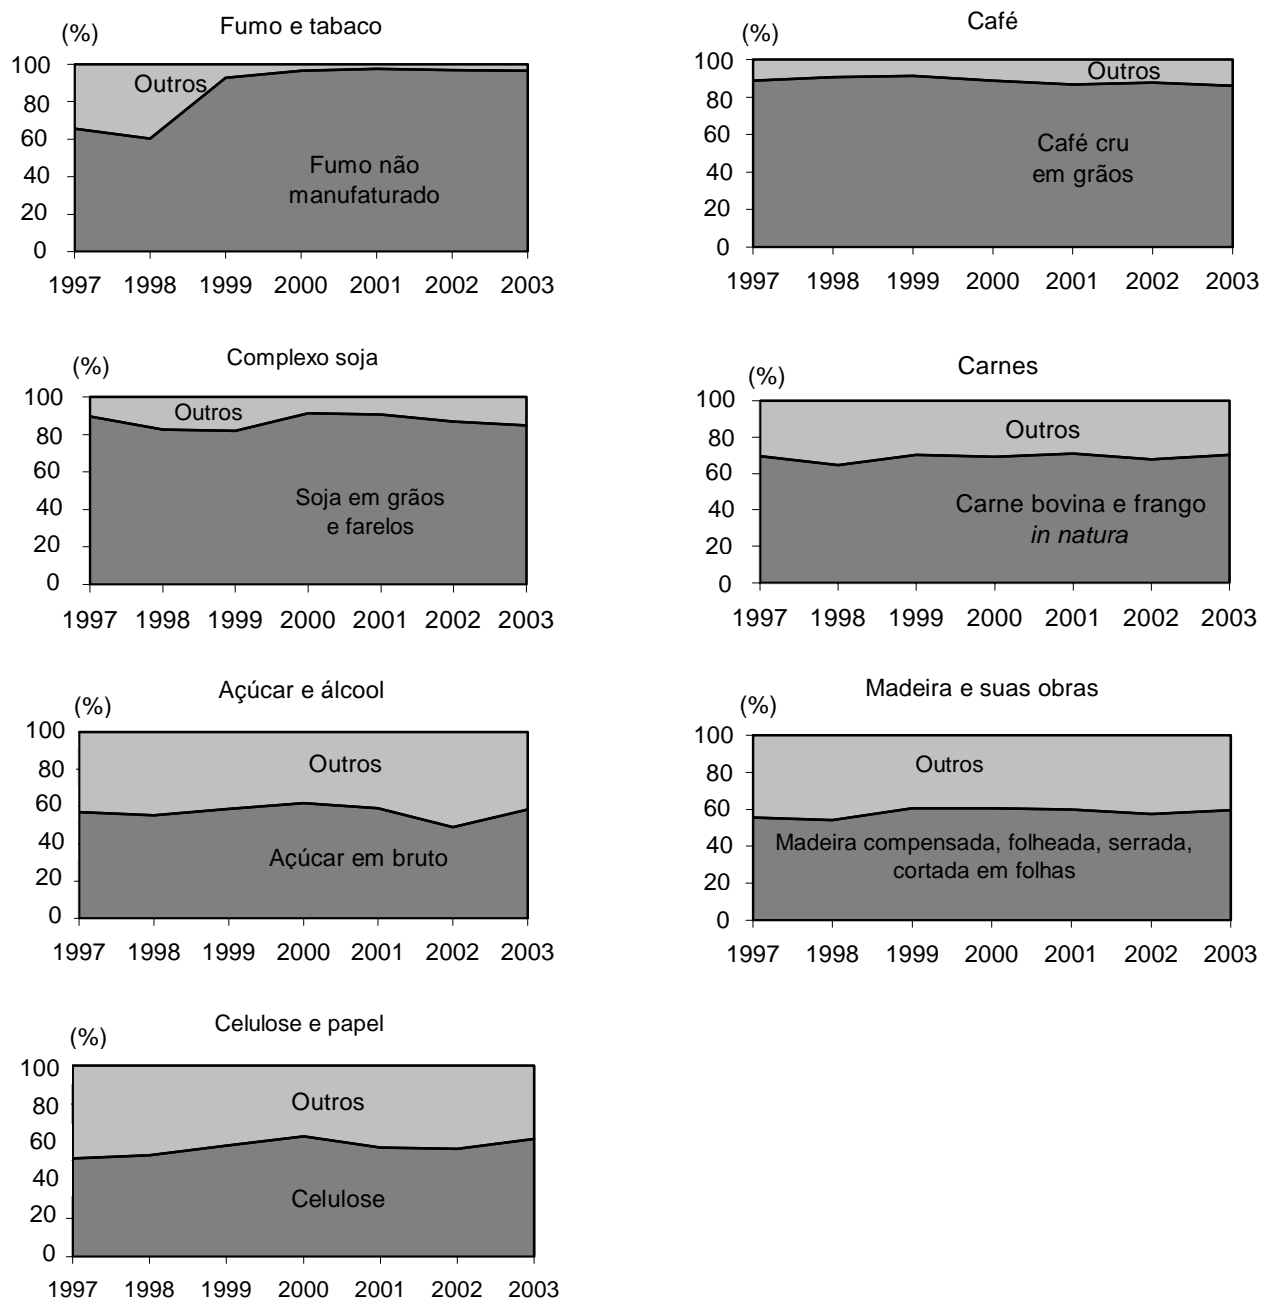 Fumo e tabaco
(%)
100
80
60
40
20
0
Outros
Fumo não
manufaturado
1997 1998 1999 2000 2001 2002 2003
Café
(%)
100
80
60
40
20
0
Outros
Café cru
em grãos
1997 1998 1999 2000 2001 2002 2003
Complexo soja
(%)
100
80
60
40
20
0
Outros
Soja em grãos
e farelos
1997 1998 1999 2000 2001 2002 2003
Carnes
(%)
100
80
60
40
20
0
Outros
Carne bovina e frango
in natura
1997 1998 1999 2000 2001 2002 2003
Açúcar e álcool
(%)
100
80
60
40
20
0
Outros
Açúcar em bruto
1997 1998 1999 2000 2001 2002 2003
Madeira e suas obras
(%)
100
80
60
40
20
0
Outros
Madeira compensada, folheada, serrada,
cortada em folhas
1997 1998 1999 2000 2001 2002 2003
Celulose e papel
(%)
100
80
60
40
20
0
Outros
Celulose
1997 1998 1999 2000 2001 2002 2003